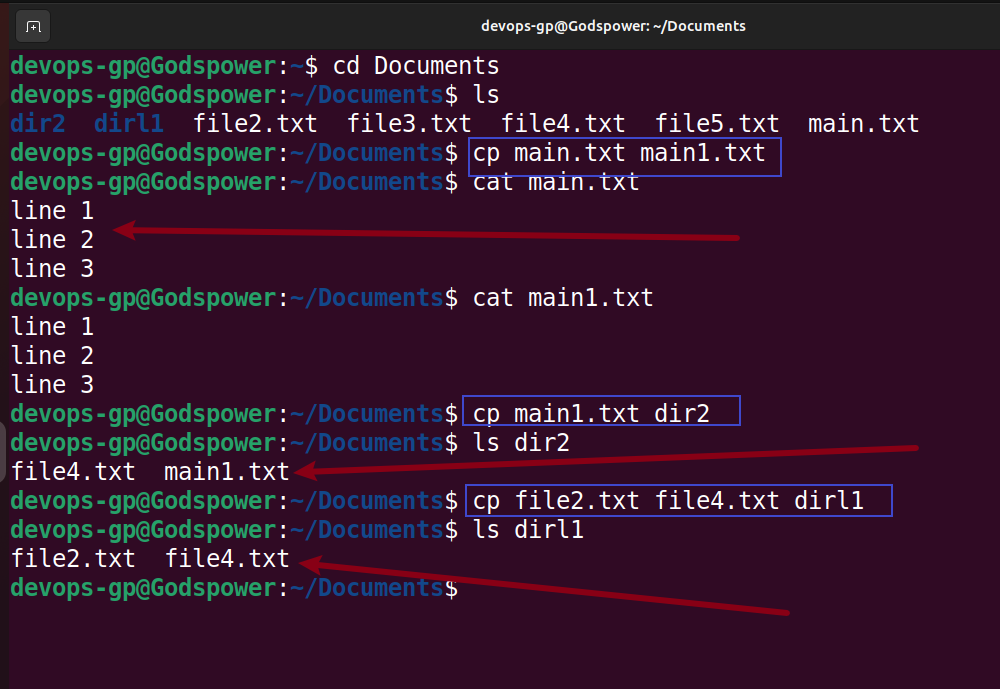 devops-gp@Godspower: ~/Documents
devops-gp@Godspower:~$ cd Documents
devops-gp@Godspower:~/Documents$ ls
dir2  dirl1  file2.txt  file3.txt  file4.txt  file5.txt  main.txt
devops-gp@Godspower:~/Documents$ cp main.txt main1.txt
devops-gp@Godspower:~/Documents$ cat main.txt
line 1
line 2
line 3
devops-gp@Godspower:~/Documents$ cat main1.txt
line 1
line 2
line 3
devops-gp@Godspower:~/Documents$ cp main1.txt dir2
devops-gp@Godspower:~/Documents$ ls dir2
file4.txt  main1.txt
devops-gp@Godspower:~/Documents$ cp file2.txt file4.txt dirl1
devops-gp@Godspower:~/Documents$ ls dirl1
file2.txt  file4.txt
devops-gp@Godspower:~/Documents$